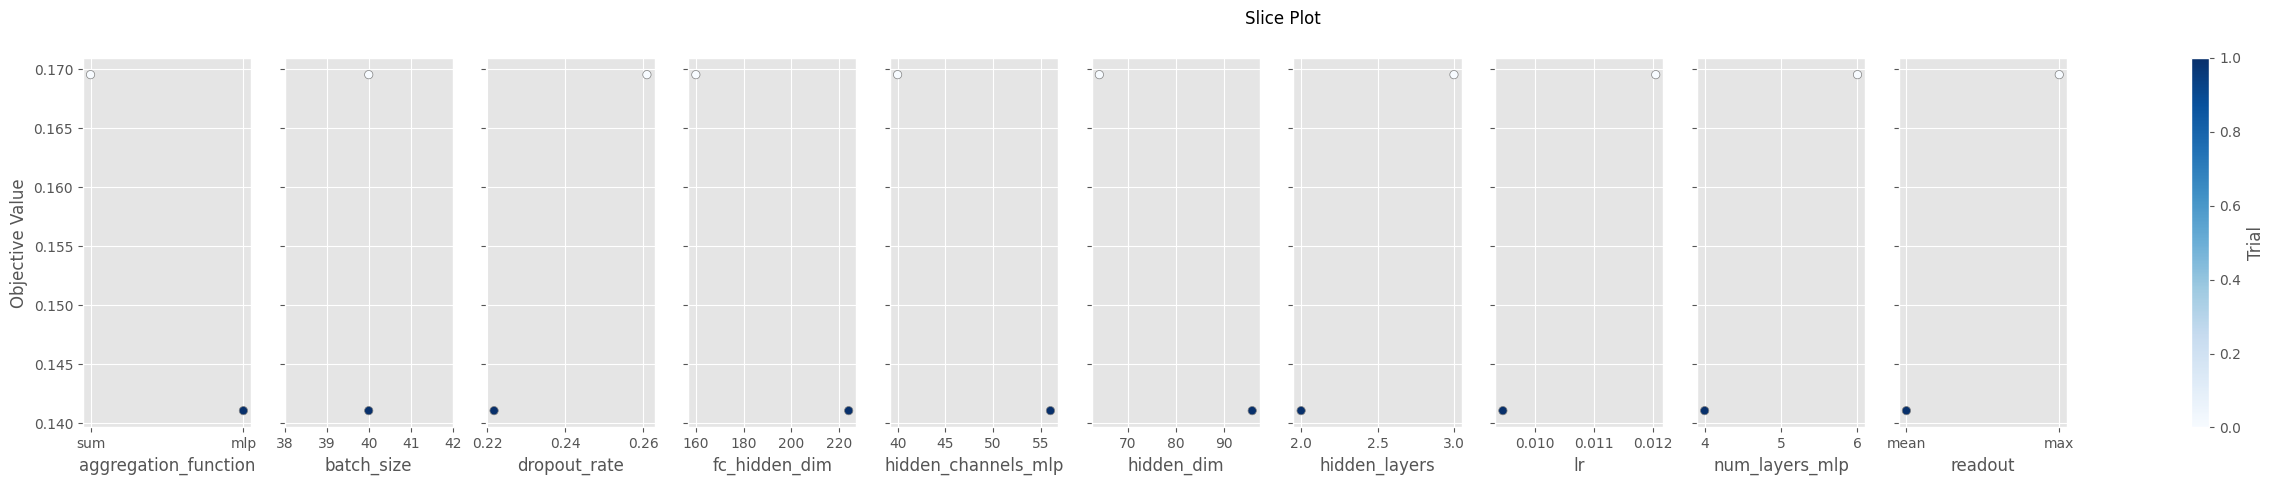 Slice Plot
Objective Value
0.170
0.165
0.160
0.155
0.150
0.145
0.140
sum mlp
aggregation_function
38 39 40 41 42
batch_size
0.22 0.24 0.26
dropout_rate
160 180 200 220
fc_hidden_dim
40 45 50 55
hidden_channels_mlp
70 80 90
hidden_dim
2.0 2.5 3.0
hidden_layers
0.010 0.011 0.012
lr
4 5 6
num_layers_mlp
mean max
readout
1.0
0.8
0.6
0.4
0.2
0.0
Trial